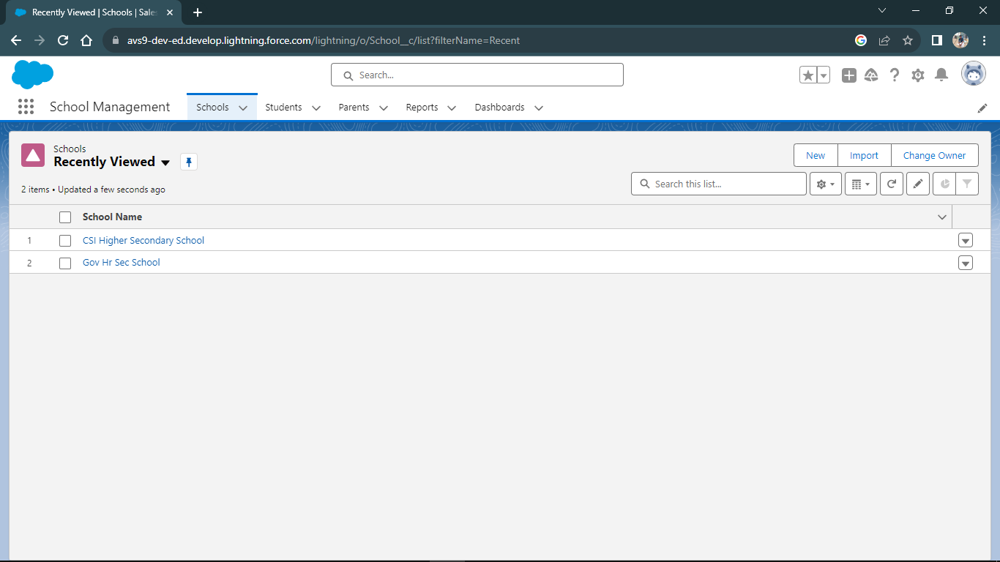 Recently Viewed | Schools | Sales
avs9-dev-ed.develop.lightning.force.com/lightning/o/School__c/list?filterName=Recent
Search...
School Management
Schools
Students
Parents
Reports
Dashboards
Schools
Recently Viewed
New
Import
Change Owner
2 items • Updated a few seconds ago
Search this list...
School Name
1
CSI Higher Secondary School
2
Gov Hr Sec School